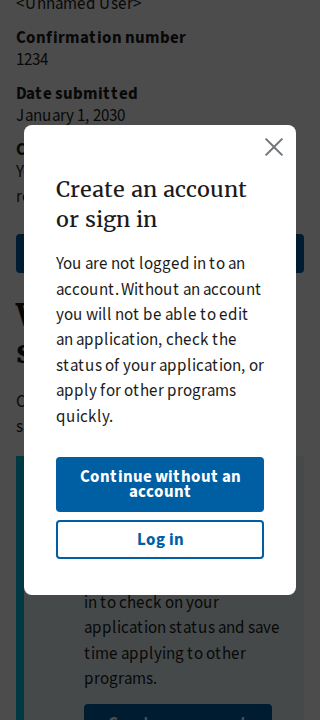 <Unnamed User>
Confirmation number
1234
Date submitted
January 1, 2030
Create an account
or sign in
You are not logged in to an
account. Without an account
you will not be able to edit
an application, check the
status of your application, or
apply for other programs
quickly.
Continue without an
account
Log in
in to check on your
application status and save
time applying to other
programs.